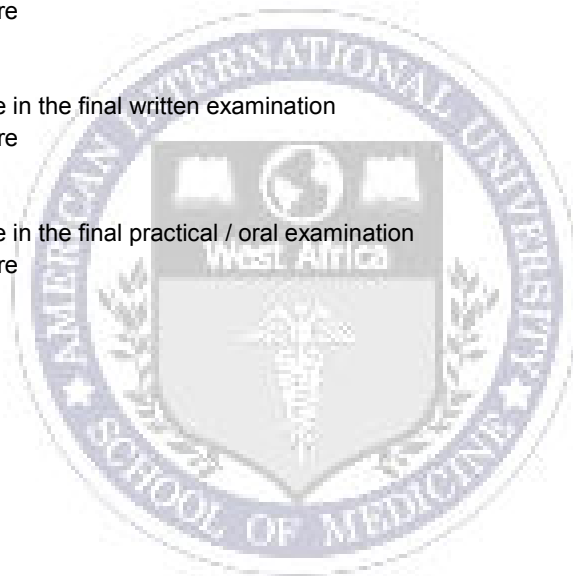 re
e in the final written examination
re
e in the final practical / oral examination
re
AMERICAN INTERNATIONAL UNIVERSITY
West Africa
SCHOOL OF MEDICINE